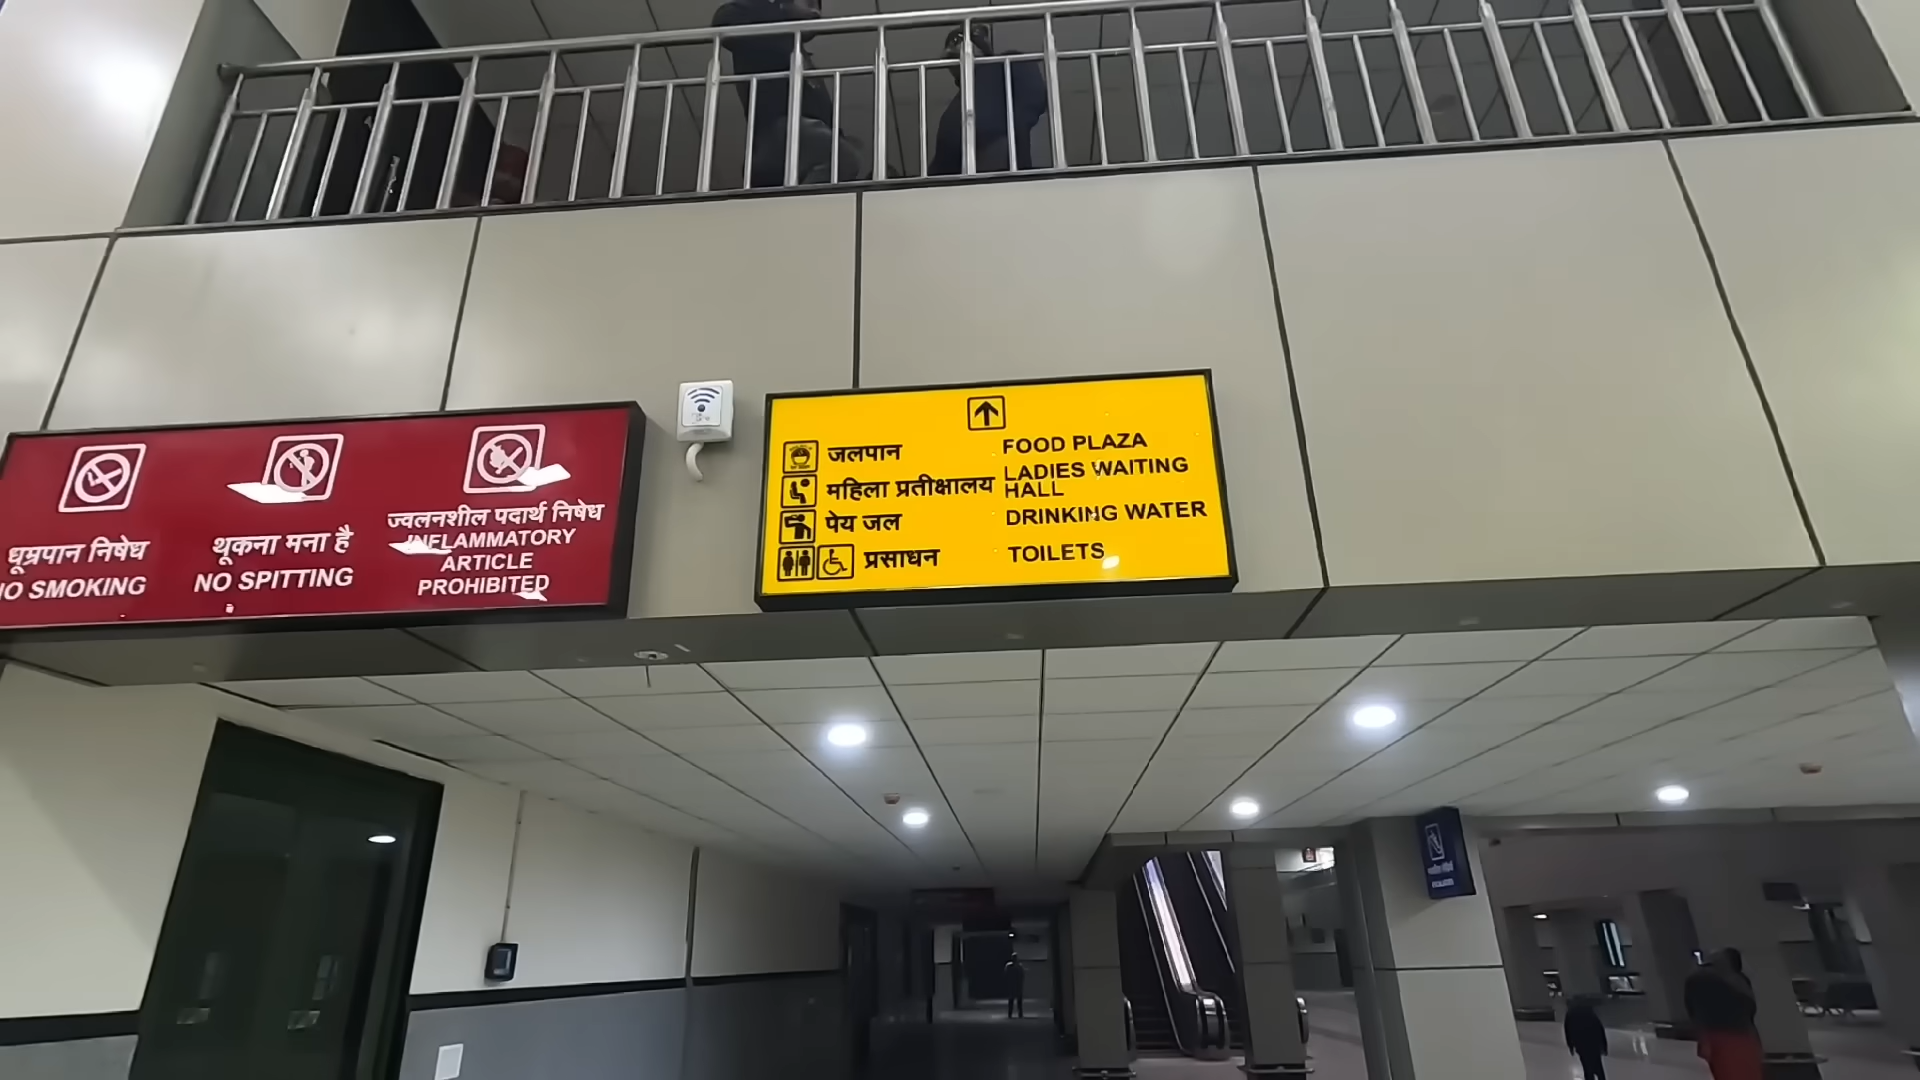 धूम्रपान निषेध
NO SMOKING
थूकना मना है
NO SPITTING
ज्वलनशील पदार्थ निषेध
INFLAMMATORY
ARTICLE
PROHIBITED
जलपान
FOOD PLAZA
महिला प्रतीक्षालय
LADIES WAITING
HALL
पेय जल
DRINKING WATER
प्रसाधन
TOILETS